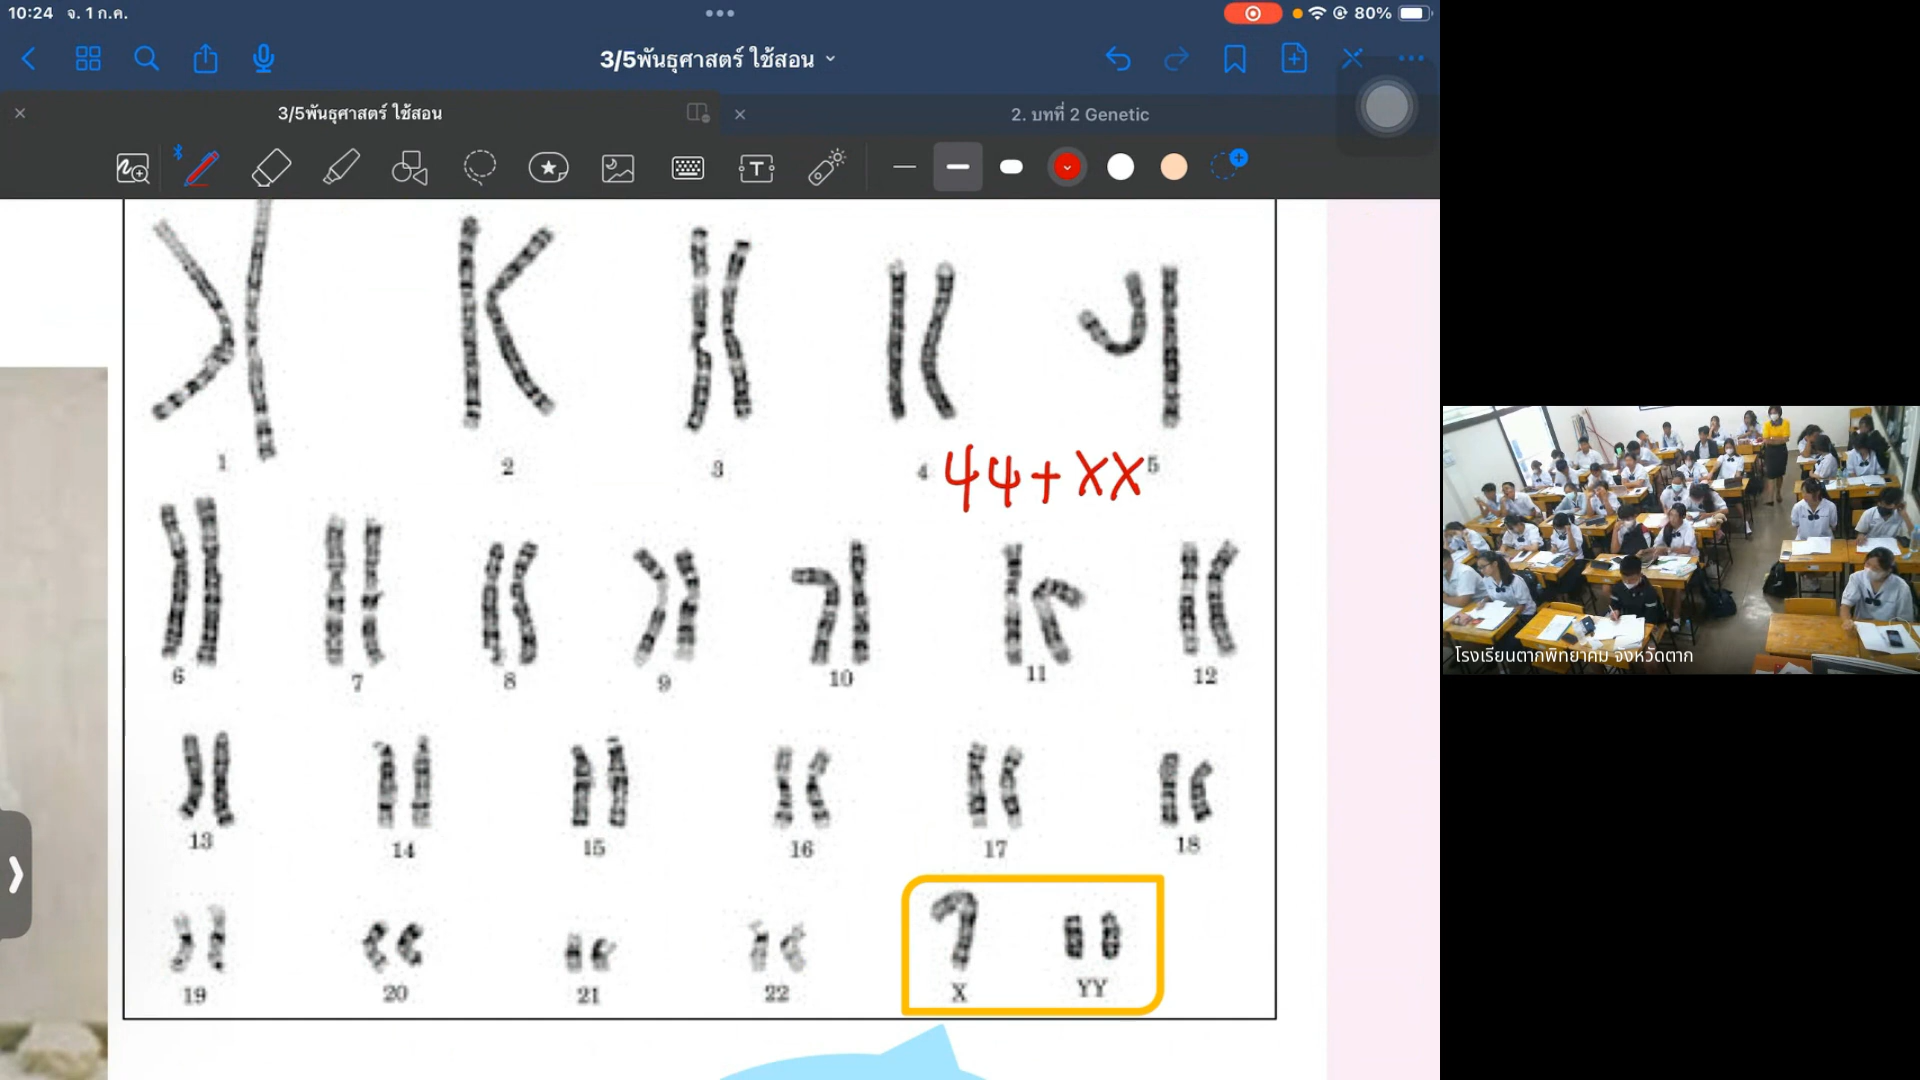 10:24 จ. 1 ก.ค.
80%
3/5พันธุศาสตร์ ใช้สอน
3/5พันธุศาสตร์ ใช้สอน
2. บทที่ 2 Genetic
1 2 3 4 5
44+XX
6 7 8 9 10 11 12
13 14 15 16 17 18
19 20 21 22 X YY
โรงเรียนตากพิทยาคม จังหวัดตาก